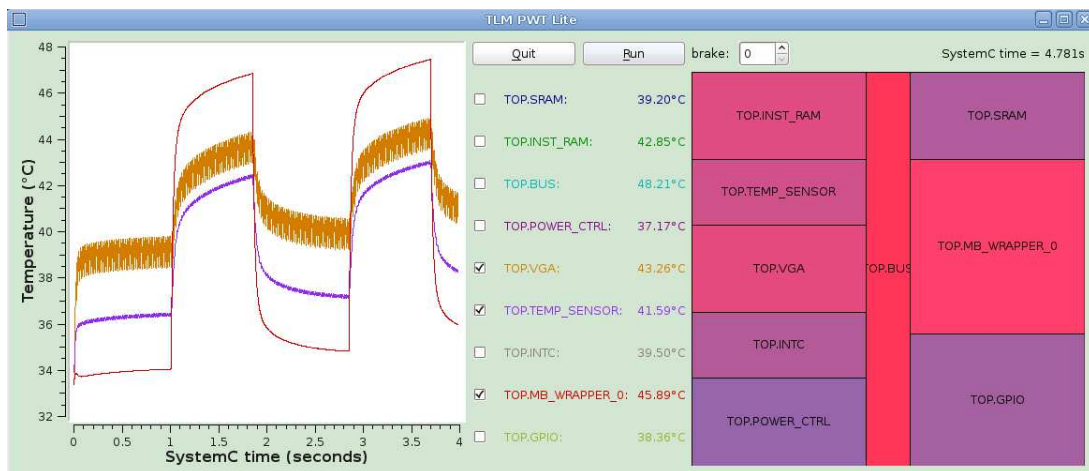 TLM PWT Lite
Quit
Run
brake: 0
SystemC time = 4.781s
Temperature (°C)
48
46
44
42
40
38
36
34
32
0 0.5 1 1.5 2 2.5 3 3.5 4
SystemC time (seconds)
TOP.SRAM: 39.20°C
TOP.INST_RAM: 42.85°C
TOP.BUS: 48.21°C
TOP.POWER_CTRL: 37.17°C
TOP.VGA: 43.26°C
TOP.TEMP_SENSOR: 41.59°C
TOP.INTC: 39.50°C
TOP.MB_WRAPPER_0: 45.89°C
TOP.GPIO: 38.36°C
TOP.INST_RAM
TOP.TEMP_SENSOR
TOP.VGA
TOP.INTC
TOP.POWER_CTRL
TOP.BUS
TOP.SRAM
TOP.MB_WRAPPER_0
TOP.GPIO